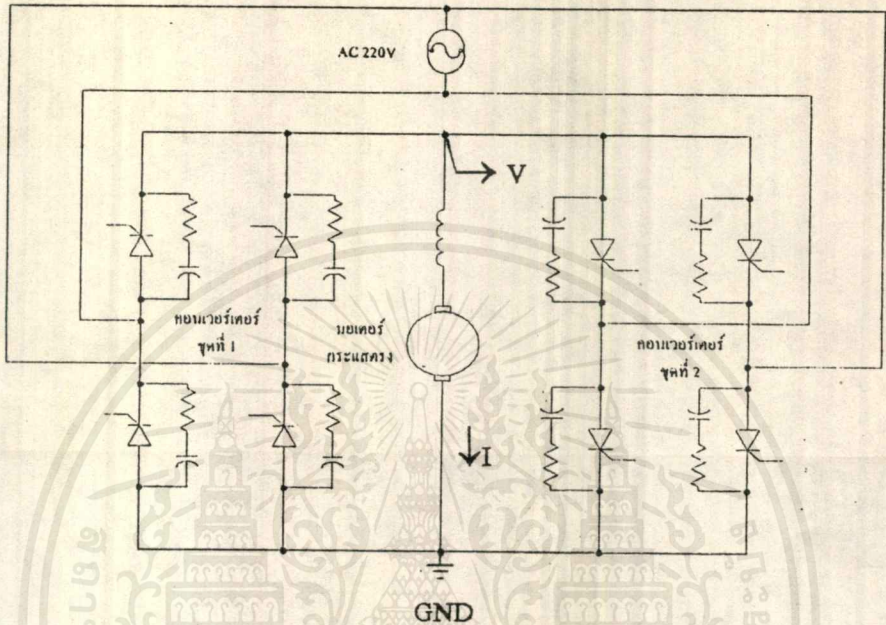 AC 220V
V
คอนเวอร์เตอร์
ชุดที่ 1
มอเตอร์
กระแสตรง
คอนเวอร์เตอร์
ชุดที่ 2
I
GND